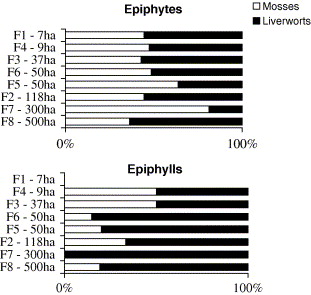 Epiphytes
Mosses
Liverworts
F1 - 7ha
F4 - 9ha
F3 - 37ha
F6 - 50ha
F5 - 50ha
F2 - 118ha
F7 - 300ha
F8 - 500ha
0%
100%
Epiphylls
F1 - 7ha
F4 - 9ha
F3 - 37ha
F6 - 50ha
F5 - 50ha
F2 - 118ha
F7 - 300ha
F8 - 500ha
0%
100%